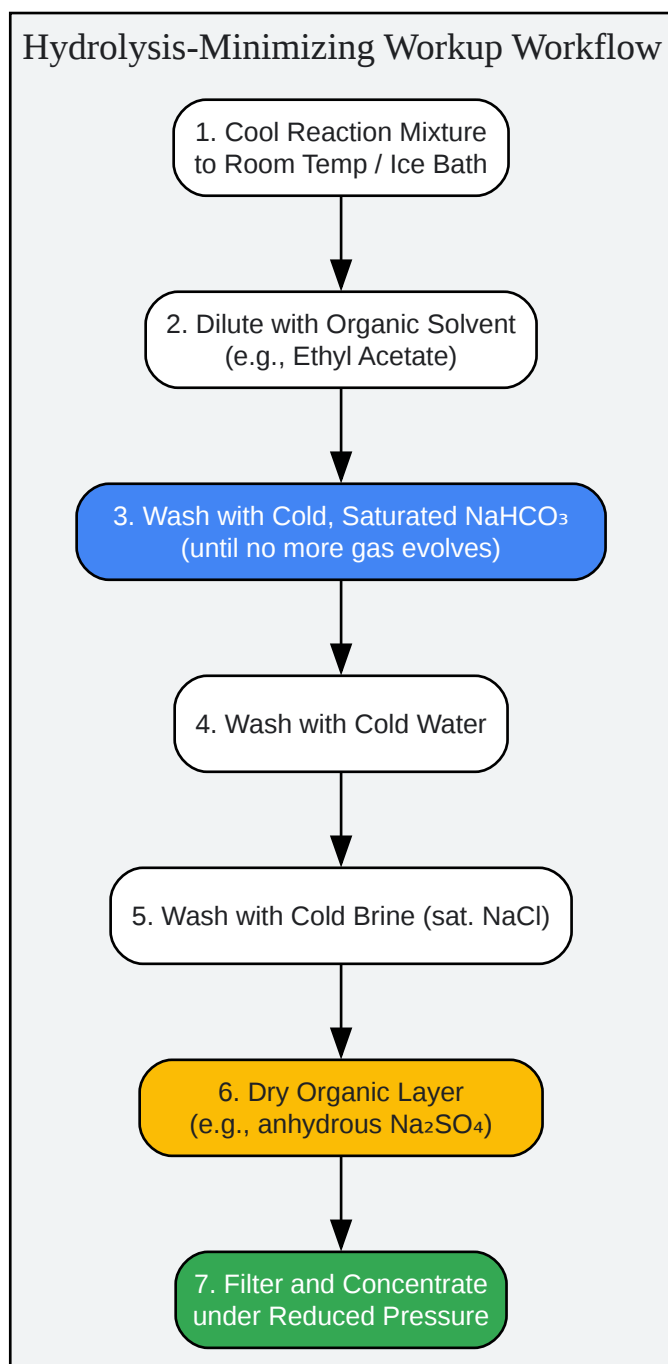 Hydrolysis-Minimizing Workup Workflow
1. Cool Reaction Mixture
to Room Temp / Ice Bath
2. Dilute with Organic Solvent
(e.g., Ethyl Acetate)
3. Wash with Cold, Saturated NaHCO₃
(until no more gas evolves)
4. Wash with Cold Water
5. Wash with Cold Brine (sat. NaCl)
6. Dry Organic Layer
(e.g., anhydrous Na₂SO₄)
7. Filter and Concentrate
under Reduced Pressure